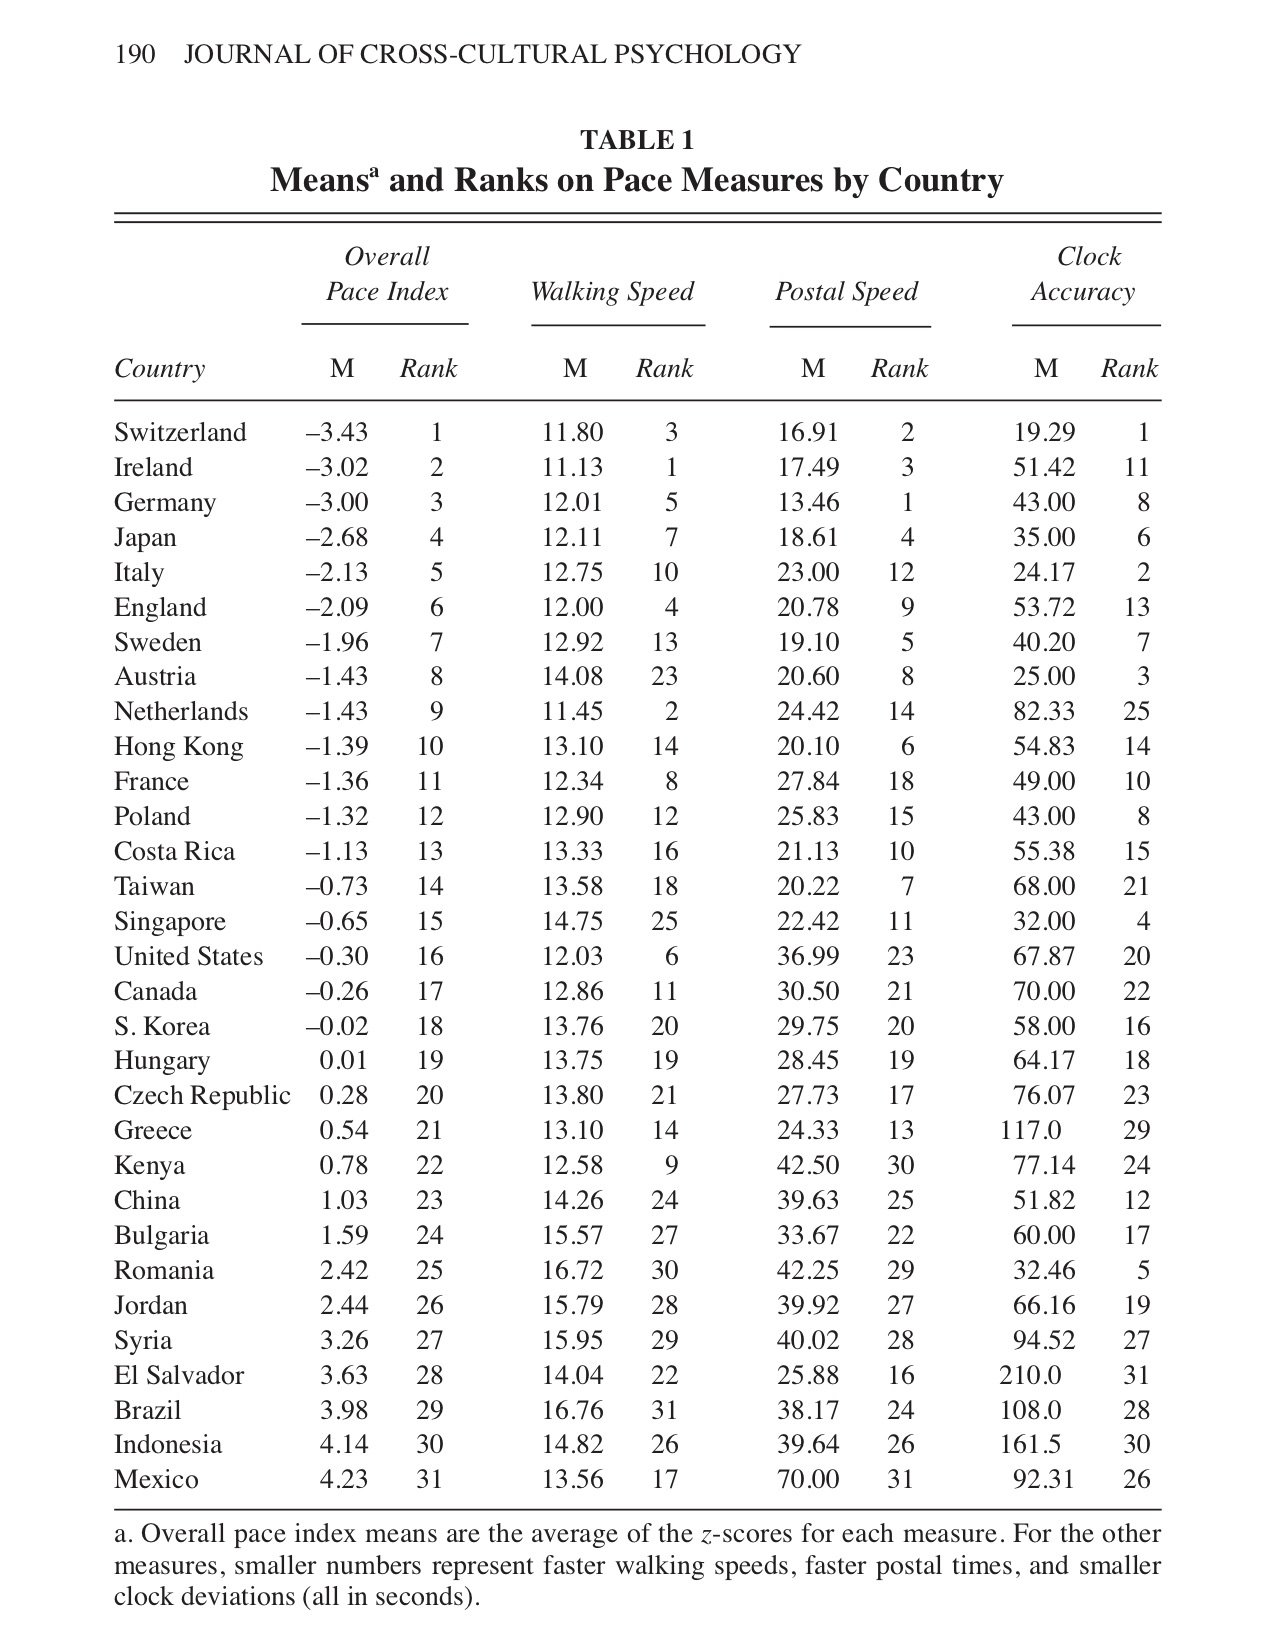 190 JOURNAL OF CROSS-CULTURAL PSYCHOLOGY
TABLE 1
Meansa and Ranks on Pace Measures by Country
Overall Clock
Pace Index Walking Speed Postal Speed Accuracy
Country M Rank M Rank M Rank M Rank
Switzerland –3.43 1 11.80 3 16.91 2 19.29 1
Ireland –3.02 2 11.13 1 17.49 3 51.42 11
Germany –3.00 3 12.01 5 13.46 1 43.00 8
Japan –2.68 4 12.11 7 18.61 4 35.00 6
Italy –2.13 5 12.75 10 23.00 12 24.17 2
England –2.09 6 12.00 4 20.78 9 53.72 13
Sweden –1.96 7 12.92 13 19.10 5 40.20 7
Austria –1.43 8 14.08 23 20.60 8 25.00 3
Netherlands –1.43 9 11.45 2 24.42 14 82.33 25
Hong Kong –1.39 10 13.10 14 20.10 6 54.83 14
France –1.36 11 12.34 8 27.84 18 49.00 10
Poland –1.32 12 12.90 12 25.83 15 43.00 8
Costa Rica –1.13 13 13.33 16 21.13 10 55.38 15
Taiwan –0.73 14 13.58 18 20.22 7 68.00 21
Singapore –0.65 15 14.75 25 22.42 11 32.00 4
United States –0.30 16 12.03 6 36.99 23 67.87 20
Canada –0.26 17 12.86 11 30.50 21 70.00 22
S. Korea –0.02 18 13.76 20 29.75 20 58.00 16
Hungary 0.01 19 13.75 19 28.45 19 64.17 18
Czech Republic 0.28 20 13.80 21 27.73 17 76.07 23
Greece 0.54 21 13.10 14 24.33 13 117.0 29
Kenya 0.78 22 12.58 9 42.50 30 77.14 24
China 1.03 23 14.26 24 39.63 25 51.82 12
Bulgaria 1.59 24 15.57 27 33.67 22 60.00 17
Romania 2.42 25 16.72 30 42.25 29 32.46 5
Jordan 2.44 26 15.79 28 39.92 27 66.16 19
Syria 3.26 27 15.95 29 40.02 28 94.52 27
El Salvador 3.63 28 14.04 22 25.88 16 210.0 31
Brazil 3.98 29 16.76 31 38.17 24 108.0 28
Indonesia 4.14 30 14.82 26 39.64 26 161.5 30
Mexico 4.23 31 13.56 17 70.00 31 92.31 26
a. Overall pace index means are the average of the z-scores for each measure. For the other
measures, smaller numbers represent faster walking speeds, faster postal times, and smaller
clock deviations (all in seconds).